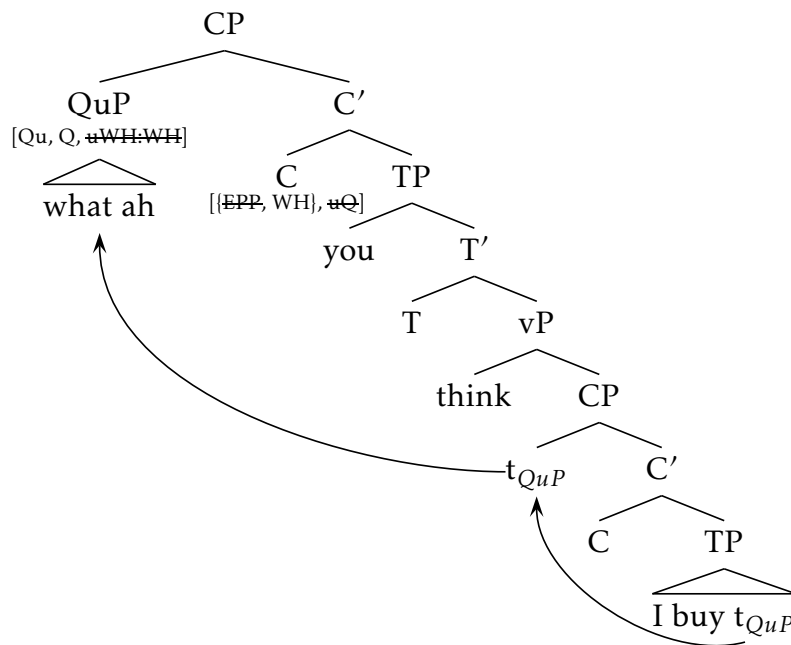 CP
QuP C′
[Qu, Q, uWH:WH] C TP
what ah [{EPP, WH}, uQ]
you T′
T vP
think CP
t_QuP C′
C TP
I buy t_QuP